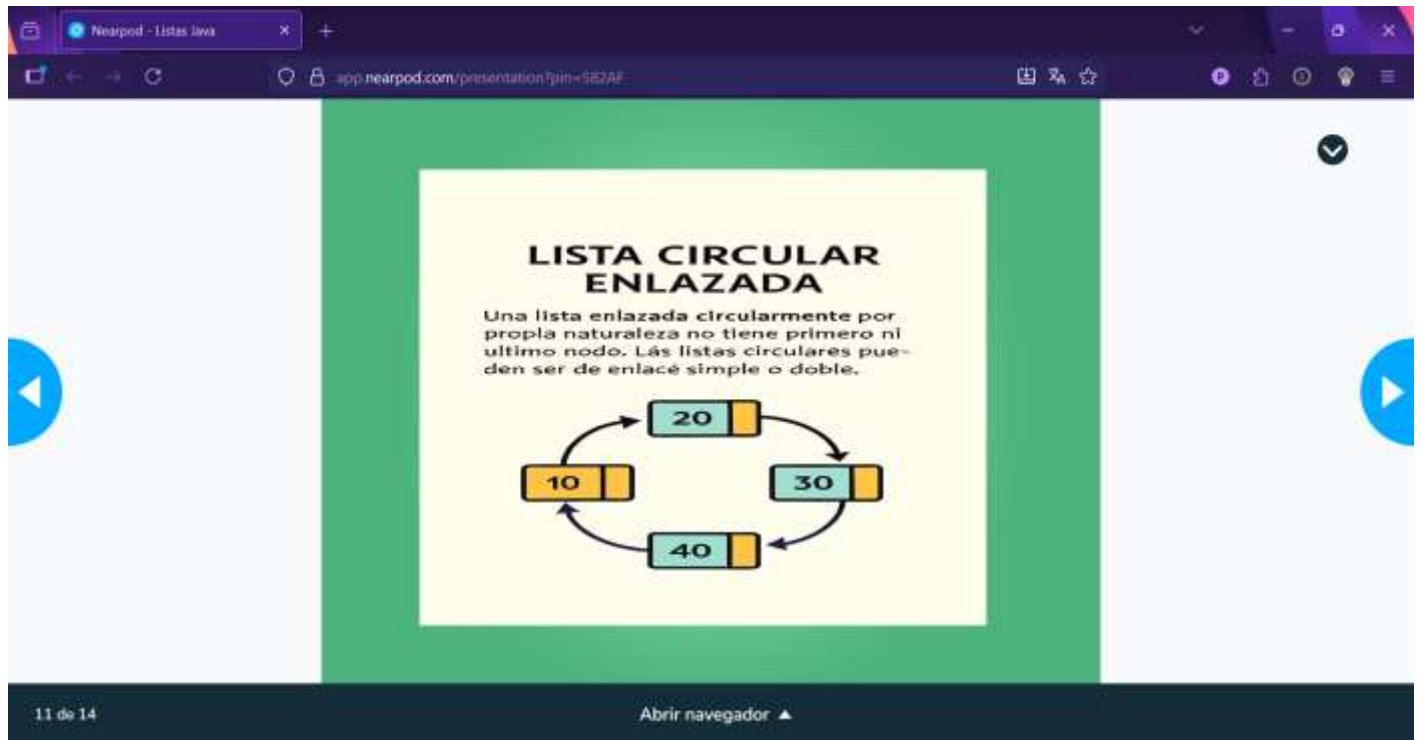 Nearpod - Listas Java
app.nearpod.com/presentation?pin=5B2AF
LISTA CIRCULAR
ENLAZADA
Una lista enlazada circularmente por
propia naturaleza no tiene primero ni
ultimo nodo. Lás listas circulares pue-
den ser de enlacé simple o doble.
20
10
30
40
11 de 14
Abrir navegador